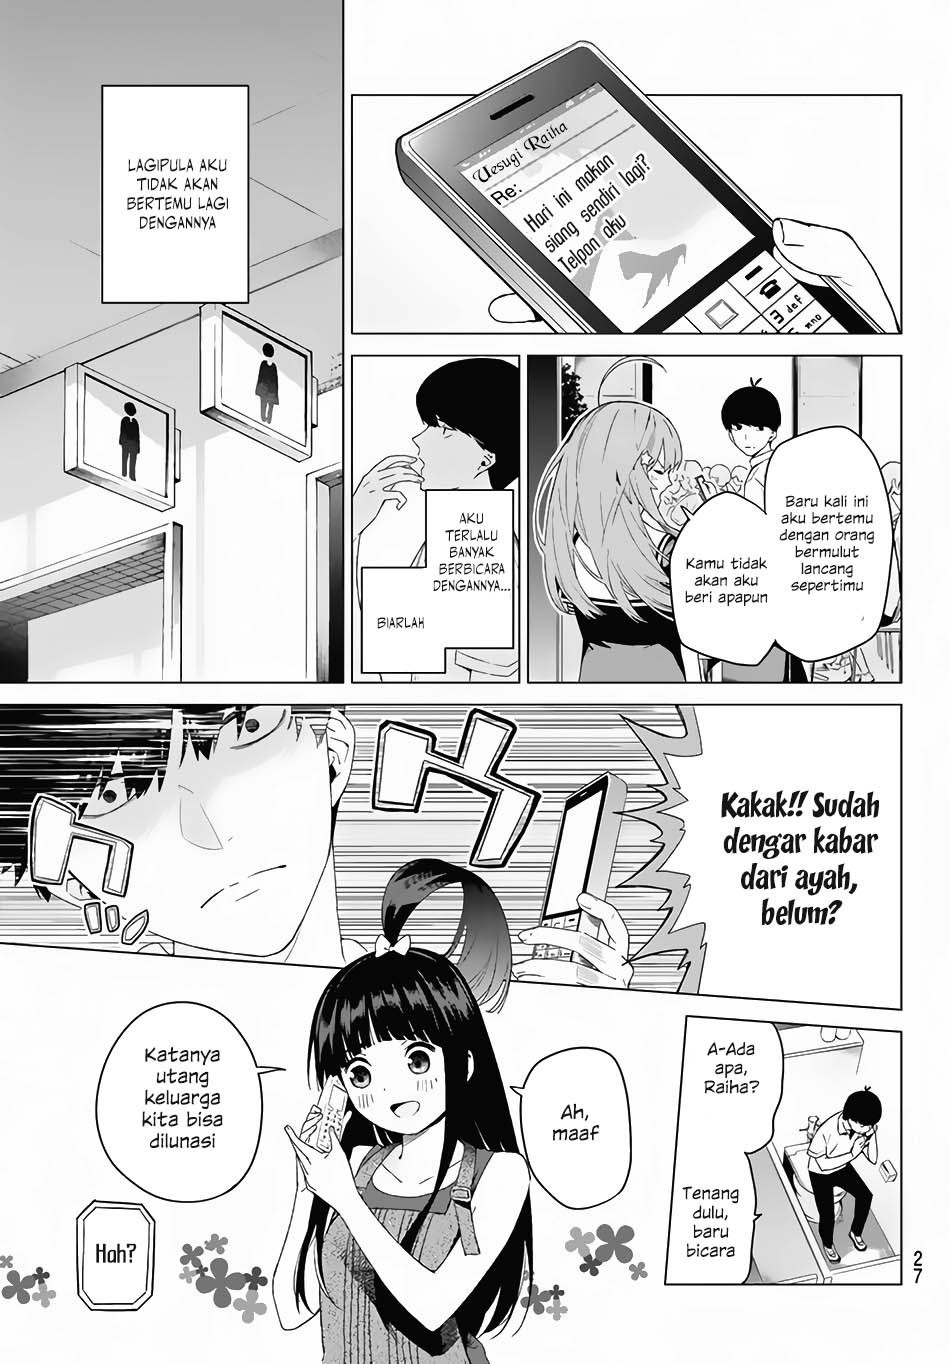 Uesugi Raiha
Re:
Hari ini makan
siang sendiri lagi?
Telpon aku
3 def
mno
Baru kali ini
aku bertemu
dengan orang
bermulut
lancang
sepertimu
Kamu tidak
akan aku
beri apapun
AKU
TERLALU
BANYAK
BERBICARA
DENGANNYA...
BIARLAH
LAGIPULA AKU
TIDAK AKAN
BERTEMU LAGI
DENGANNYA
Kakak!! Sudah
dengar kabar
dari ayah,
belum?
A-Ada
apa,
Raiha?
Tenang
dulu, baru
bicara
Ah,
maaf
Katanya
utang
keluarga
kita bisa
dilunasi
Hah?
27